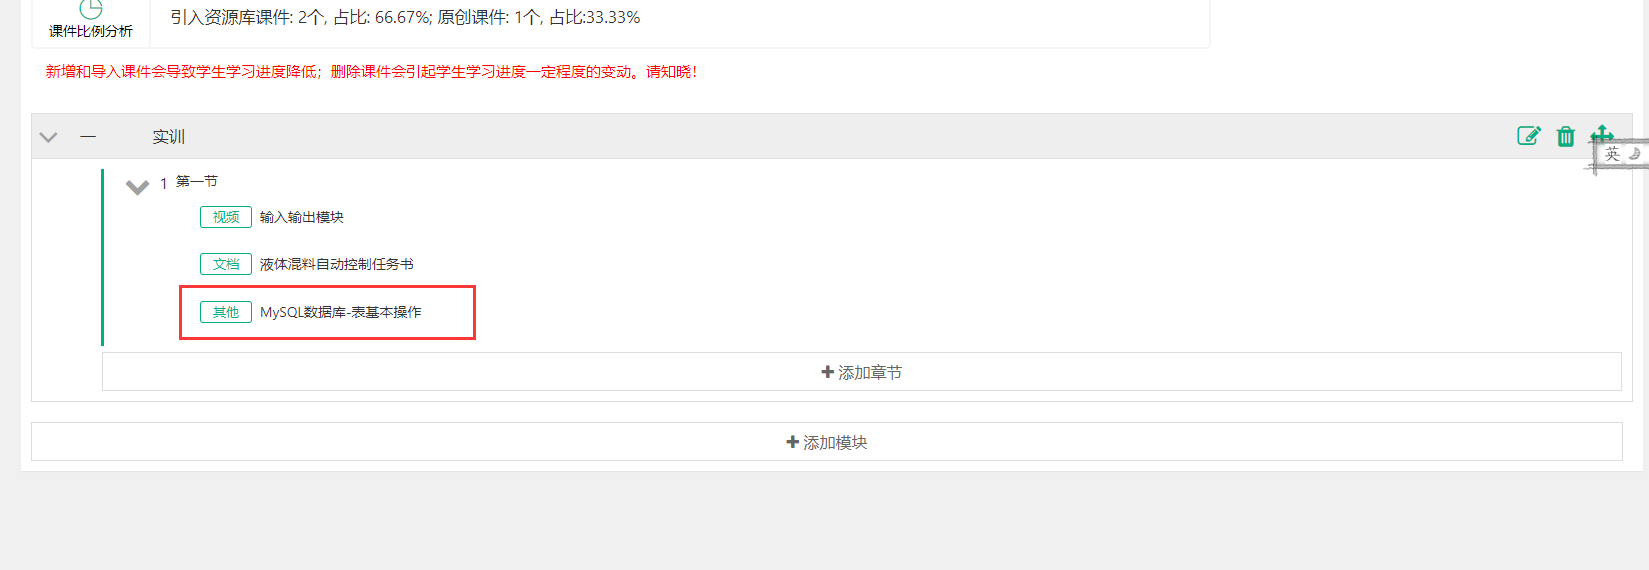 引入资源库课件: 2个, 占比: 66.67%; 原创课件: 1个, 占比:33.33%
课件比例分析
新增和导入课件会导致学生学习进度降低；删除课件会引起学生学习进度一定程度的变动。请知晓！
一 实训
英
1 第一节
视频 输入输出模块
文档 液体混料自动控制任务书
其他 MySQL数据库-表基本操作
添加章节
添加模块